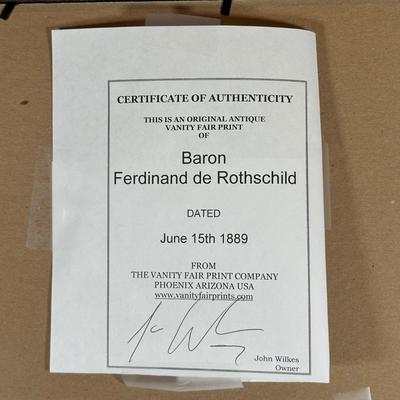 CERTIFICATE OF AUTHENTICITY
THIS IS AN ORIGINAL ANTIQUE
VANITY FAIR PRINT
OF
Baron
Ferdinand de Rothschild
DATED
June 15th 1889
FROM
THE VANITY FAIR PRINT COMPANY
PHOENIX ARIZONA USA
www.vanityfairprints.com
John Wilkes
Owner